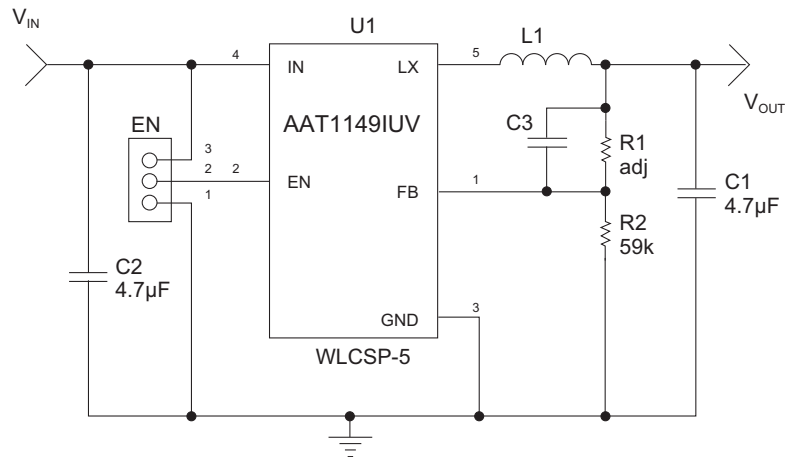 VIN
U1
L1
4
IN
LX
5
VOUT
EN
AAT1149IUV
C3
R1
adj
3
2
2
EN
FB
1
1
C1
4.7µF
R2
59k
C2
4.7µF
GND
3
WLCSP-5